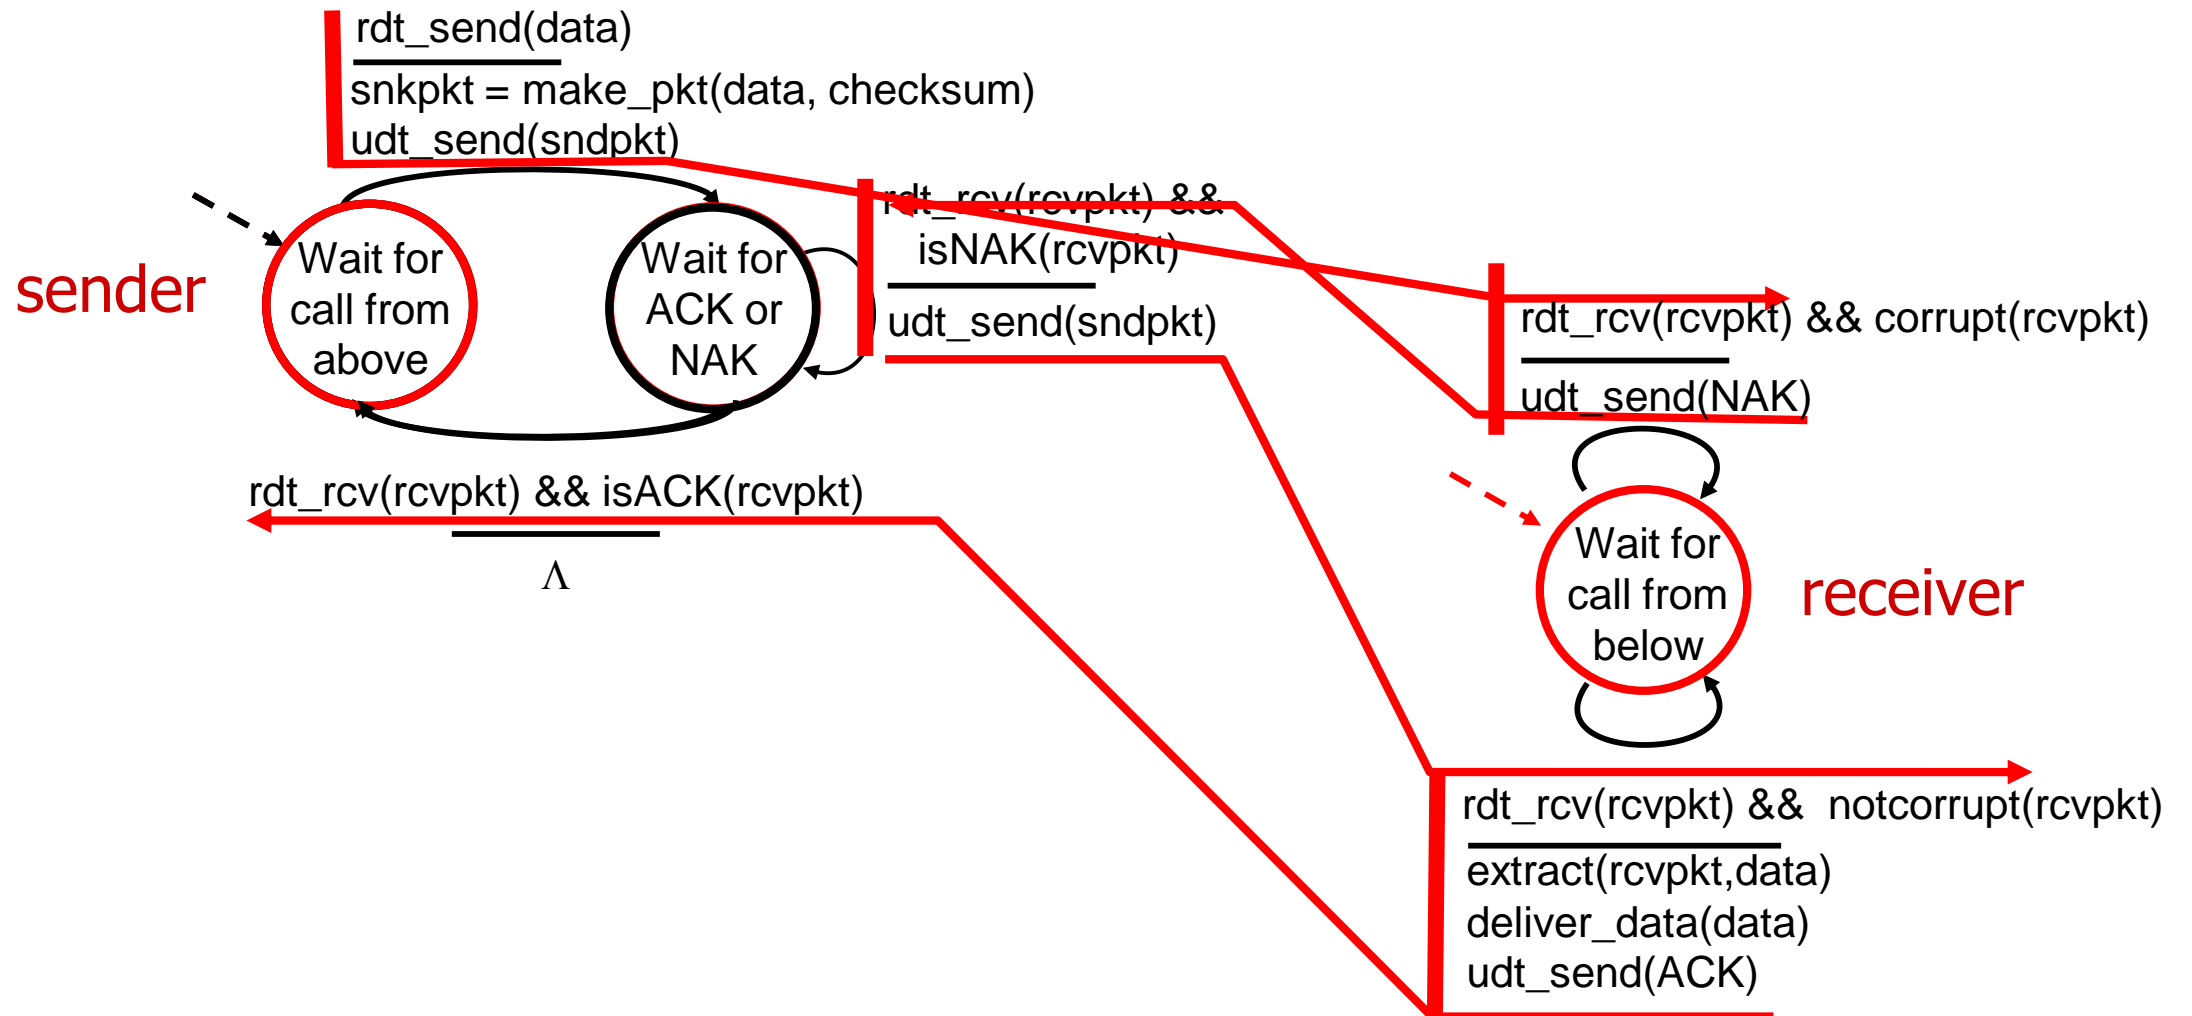 rdt_send(data)
snkpkt = make_pkt(data, checksum)
udt_send(sndpkt)
sender
Wait for
call from
above
Wait for
ACK or
NAK
rdt_rcv(rcvpkt) &&
isNAK(rcvpkt)
udt_send(sndpkt)
rdt_rcv(rcvpkt) && isACK(rcvpkt)
Λ
rdt_rcv(rcvpkt) && corrupt(rcvpkt)
udt_send(NAK)
Wait for
call from
below
receiver
rdt_rcv(rcvpkt) && notcorrupt(rcvpkt)
extract(rcvpkt,data)
deliver_data(data)
udt_send(ACK)